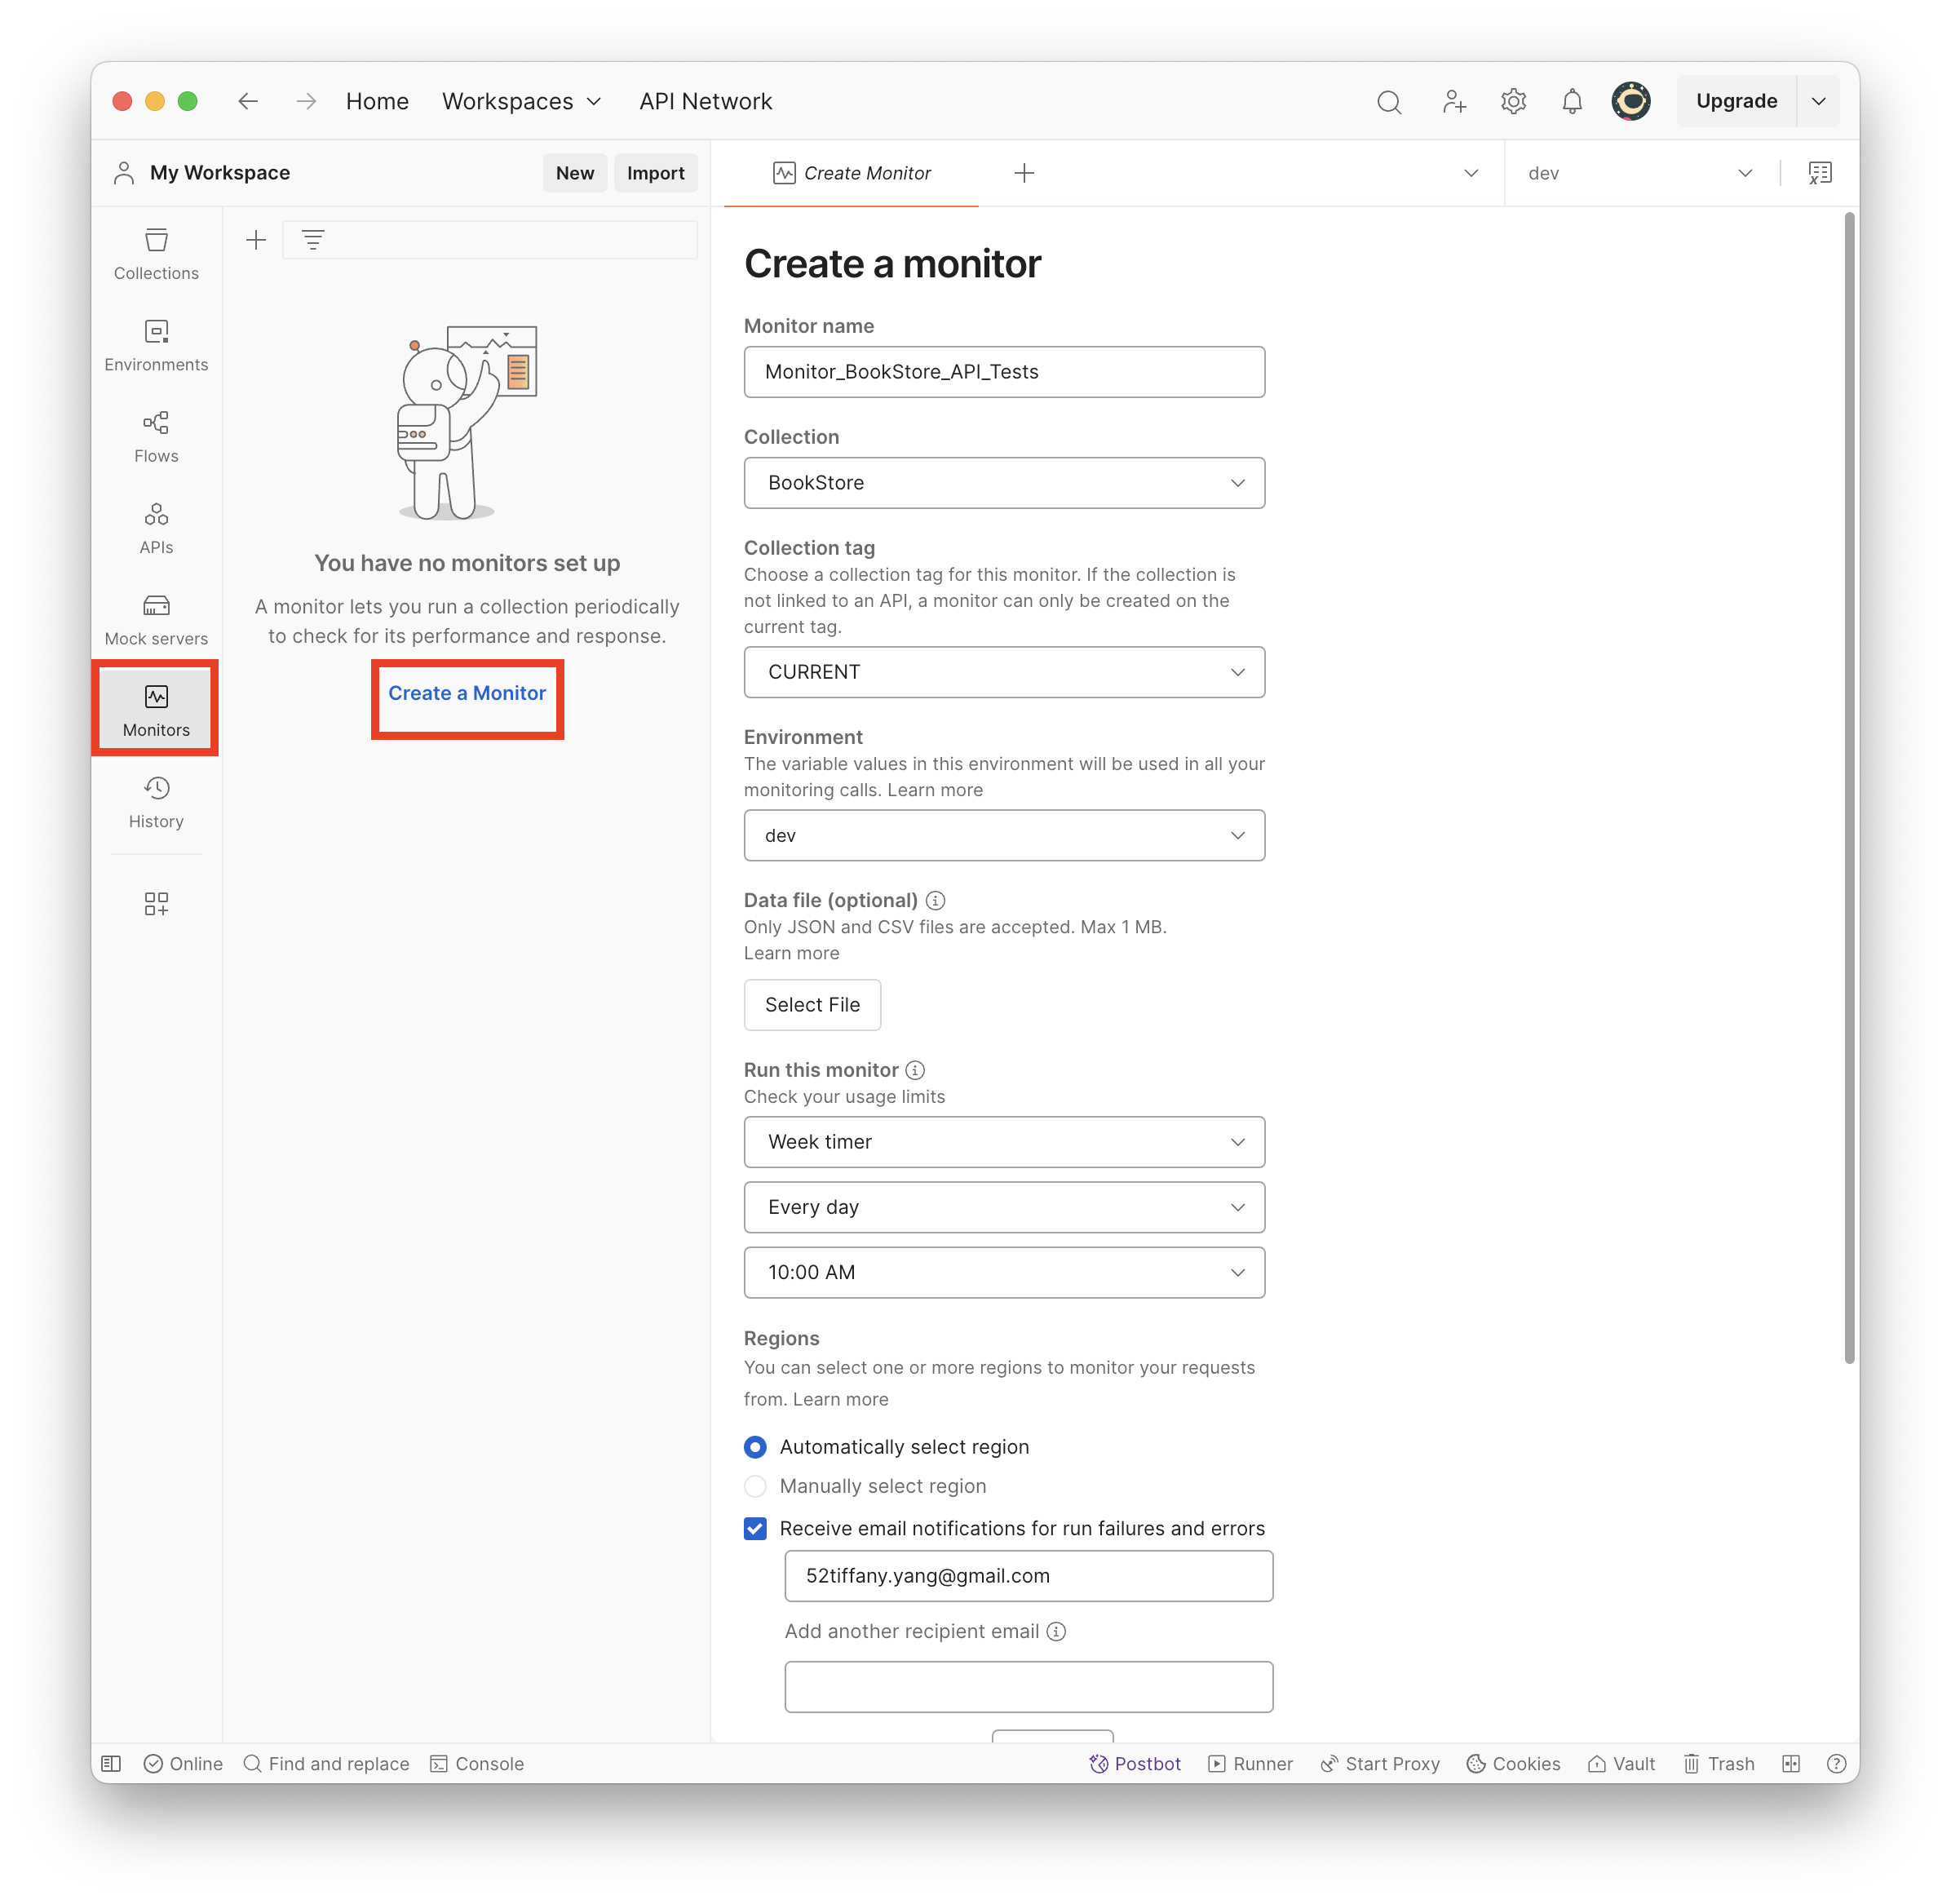 Home Workspaces API Network Upgrade
My Workspace New Import
Create Monitor dev
Collections
Environments
Flows
APIs
Mock servers
Monitors
History
You have no monitors set up
A monitor lets you run a collection periodically
to check for its performance and response.
Create a Monitor
Create a monitor
Monitor name
Monitor_BookStore_API_Tests
Collection
BookStore
Collection tag
Choose a collection tag for this monitor. If the collection is
not linked to an API, a monitor can only be created on the
current tag.
CURRENT
Environment
The variable values in this environment will be used in all your
monitoring calls. Learn more
dev
Data file (optional)
Only JSON and CSV files are accepted. Max 1 MB.
Learn more
Select File
Run this monitor
Check your usage limits
Week timer
Every day
10:00 AM
Regions
You can select one or more regions to monitor your requests
from. Learn more
Automatically select region
Manually select region
Receive email notifications for run failures and errors
52tiffany.yang@gmail.com
Add another recipient email
Online Find and replace Console Postbot Runner Start Proxy Cookies Vault Trash